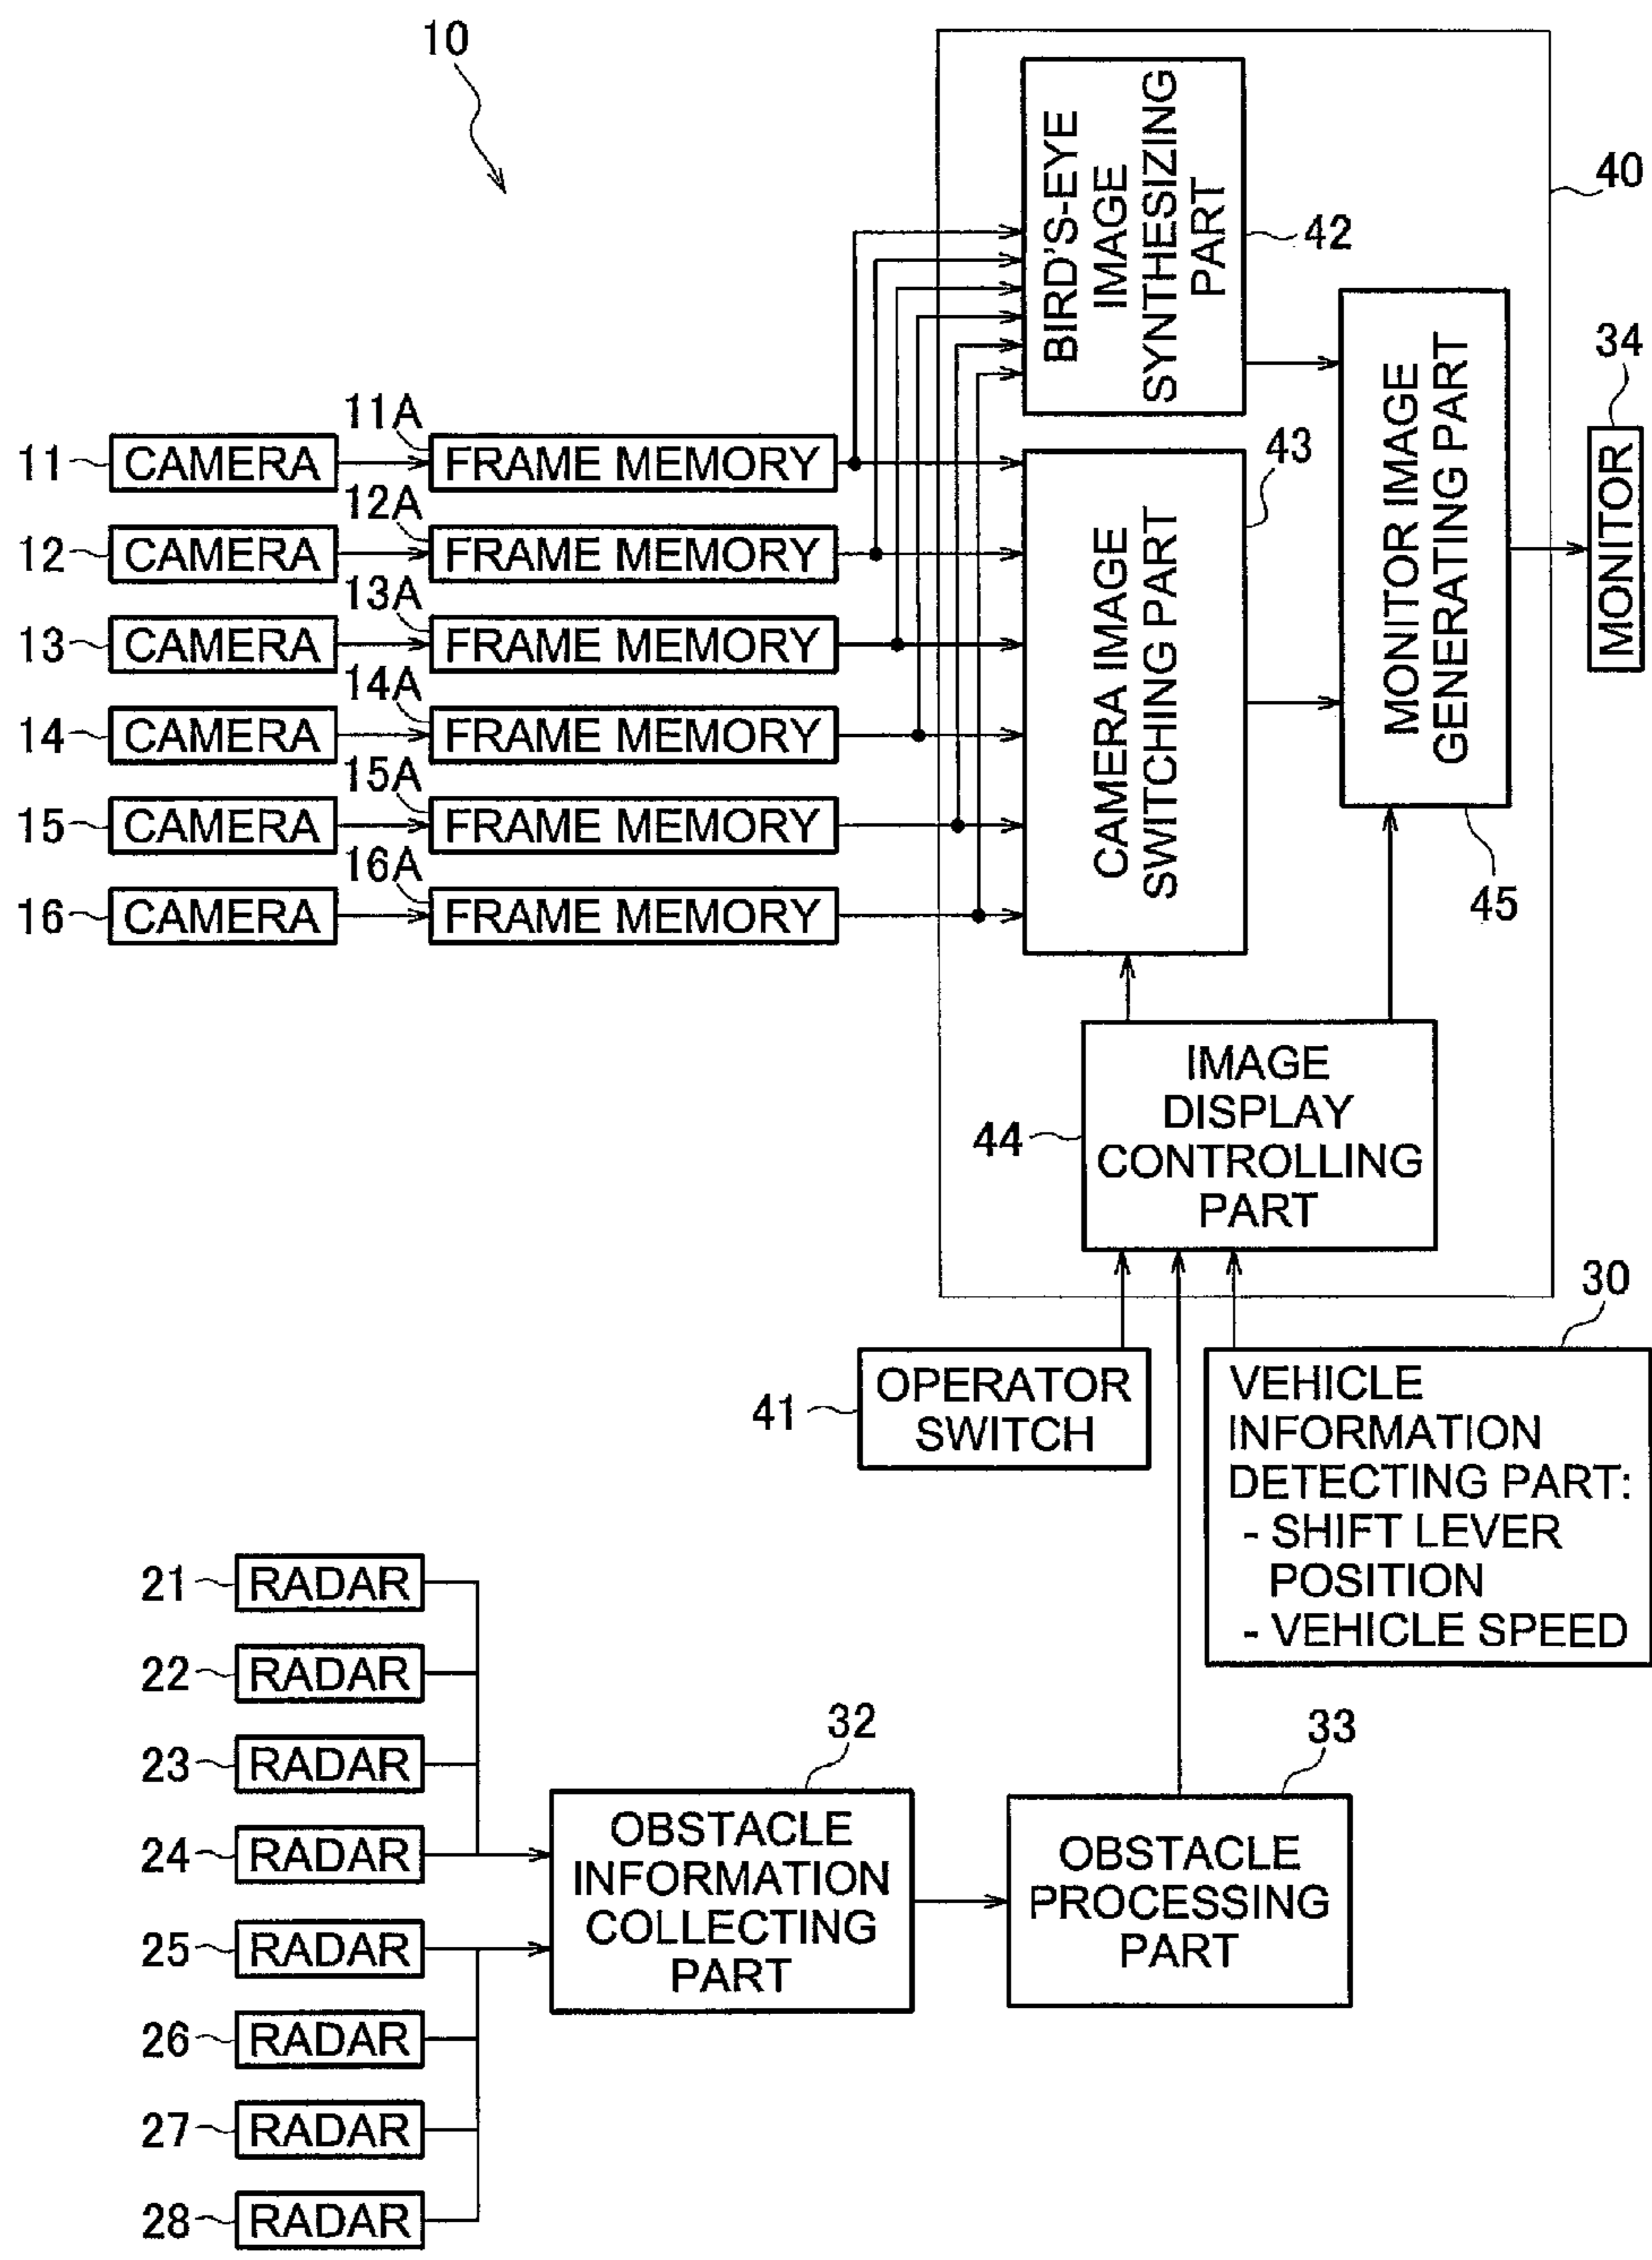 10
40
BIRD'S-EYE
IMAGE
SYNTHESIZING
PART
42
11 CAMERA 11A FRAME MEMORY
12 CAMERA 12A FRAME MEMORY
13 CAMERA 13A FRAME MEMORY
14 CAMERA 14A FRAME MEMORY
15 CAMERA 15A FRAME MEMORY
16 CAMERA 16A FRAME MEMORY
CAMERA IMAGE
SWITCHING PART
43
MONITOR IMAGE
GENERATING PART
45
34
MONITOR
44
IMAGE
DISPLAY
CONTROLLING
PART
41
OPERATOR
SWITCH
30
VEHICLE
INFORMATION
DETECTING PART:
- SHIFT LEVER
POSITION
- VEHICLE SPEED
21 RADAR
22 RADAR
23 RADAR
24 RADAR
25 RADAR
26 RADAR
27 RADAR
28 RADAR
32
OBSTACLE
INFORMATION
COLLECTING
PART
33
OBSTACLE
PROCESSING
PART